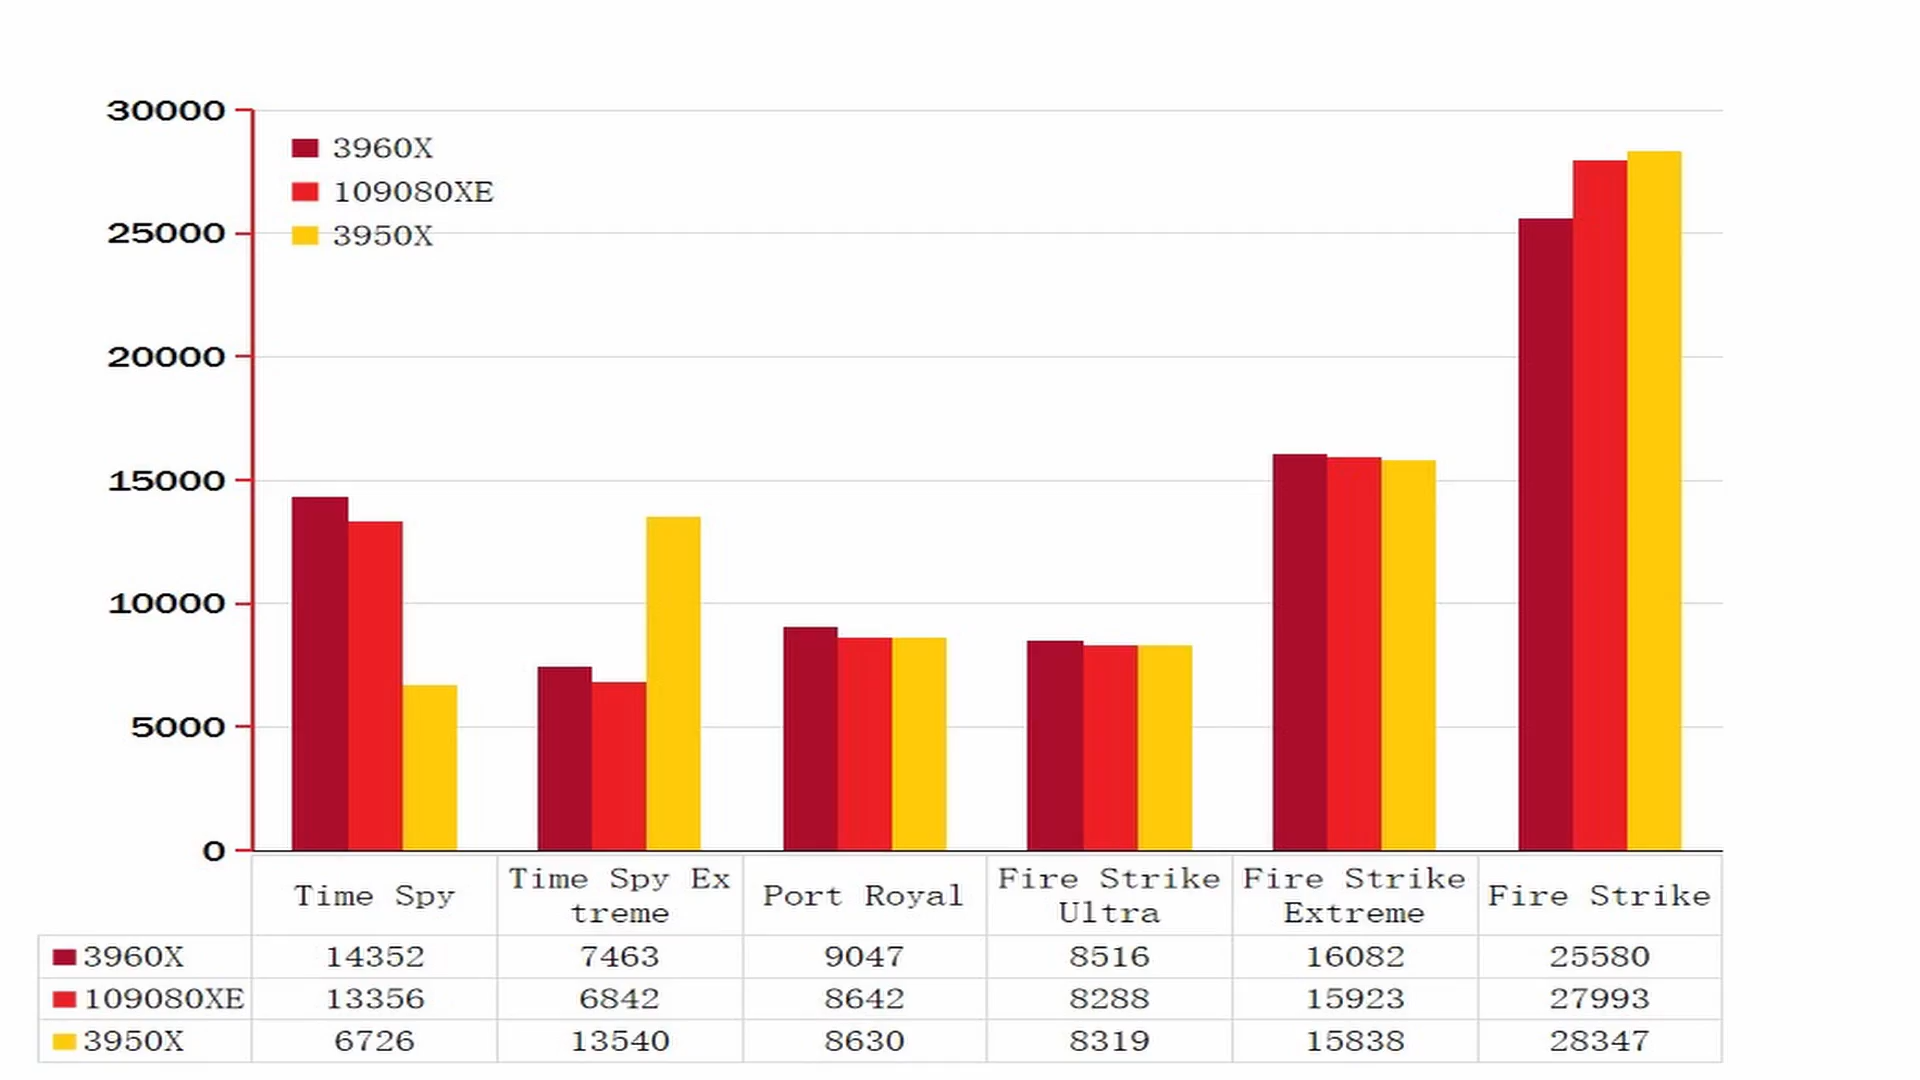 30000
25000
20000
15000
10000
5000
0
3960X
109080XE
3950X
Time Spy
Time Spy Ex
treme
Port Royal
Fire Strike
Ultra
Fire Strike
Extreme
Fire Strike
3960X 14352 7463 9047 8516 16082 25580
109080XE 13356 6842 8642 8288 15923 27993
3950X 6726 13540 8630 8319 15838 28347